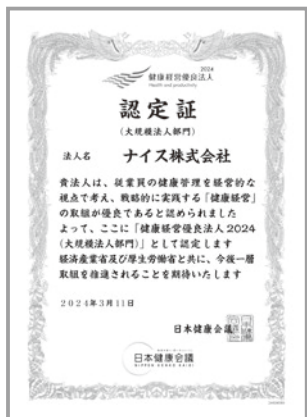 2024
健康経営優良法人
Health and productivity
認定証
(大規模法人部門)
法人名 ナイス株式会社
貴法人は、従業員の健康管理を経営的な
視点で考え、戦略的に実践する「健康経営」
の取組が優良であると認められました
よって、ここに「健康経営優良法人2024
(大規模法人部門)」として認定します
経済産業省及び厚生労働省と共に、今後一層
取組を推進されることを期待いたします
2024年3月11日
日本健康会議
日本健康会議
NIPPON KENKO KAIGI